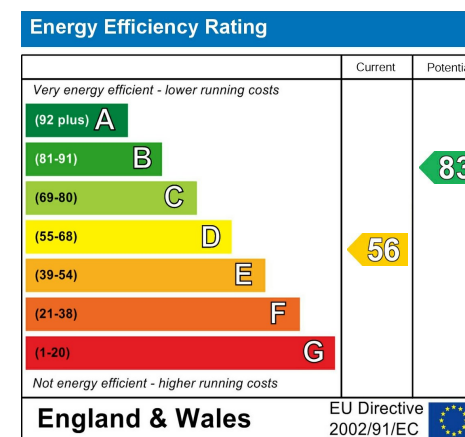 Energy Efficiency Rating
Current Potentia
Very energy efficient - lower running costs
(92 plus) A
(81-91) B
83
(69-80) C
(55-68) D
56
(39-54) E
(21-38) F
(1-20) G
Not energy efficient - higher running costs
England & Wales
EU Directive
2002/91/EC